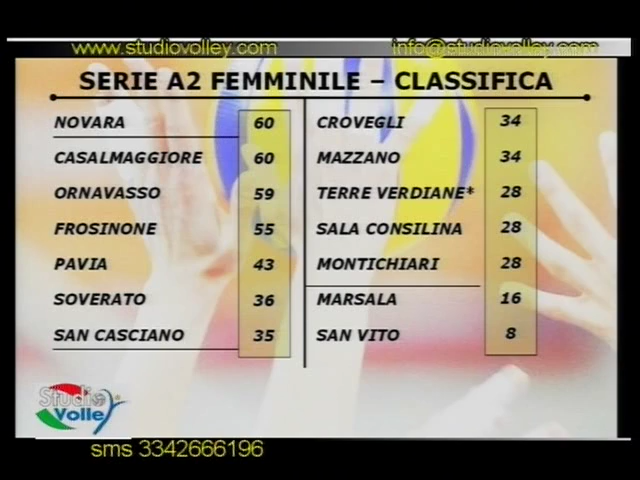 www.studiovolley.com info@studiovolley.com
SERIE A2 FEMMINILE – CLASSIFICA
NOVARA 60
CASALMAGGIORE 60
ORNAVASSO 59
FROSINONE 55
PAVIA 43
SOVERATO 36
SAN CASCIANO 35
CROVEGLI 34
MAZZANO 34
TERRE VERDIANE* 28
SALA CONSILINA 28
MONTICHIARI 28
MARSALA 16
SAN VITO 8
Studio
Volley
sms 3342666196